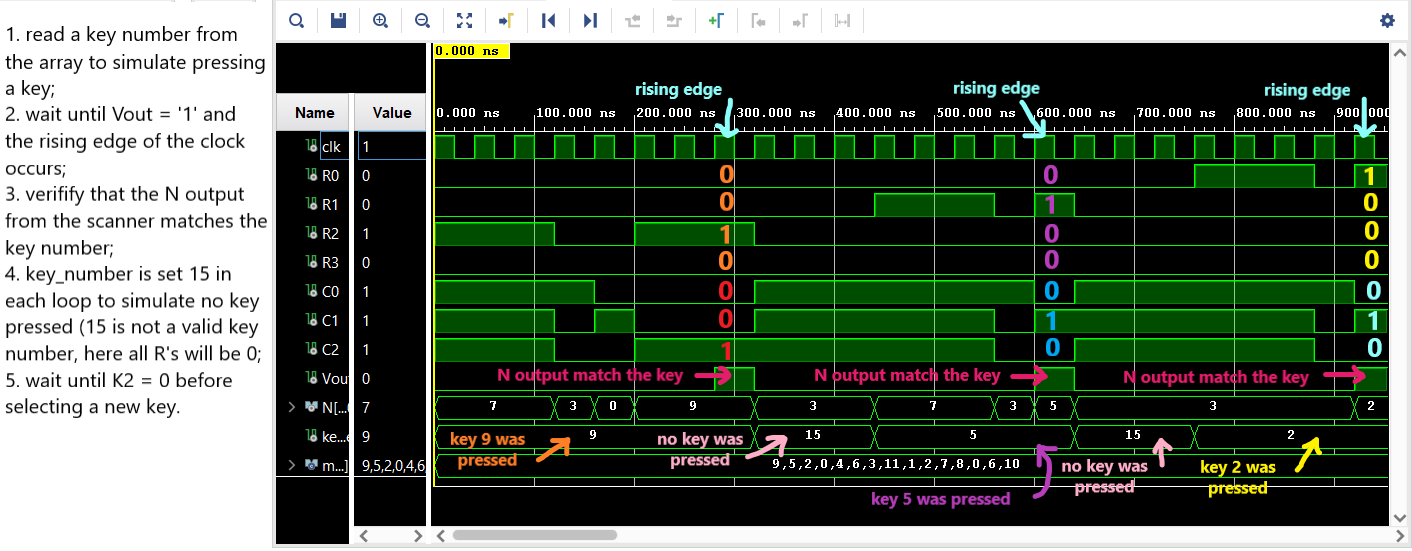 1. read a key number from
the array to simulate pressing
a key;
2. wait until Vout = '1' and
the rising edge of the clock
occurs;
3. verifify that the N output
from the scanner matches the
key number;
4. key_number is set 15 in
each loop to simulate no key
pressed (15 is not a valid key
number, here all R's will be 0;
5. wait until K2 = 0 before
selecting a new key.
0.000 ns
rising edge rising edge rising edge
Name Value
0.000 ns 100.000 ns 200.000 ns 300.000 ns 400.000 ns 500.000 ns 600.000 ns 700.000 ns 800.000 ns 900.000
clk 1
R0 0 0 0 1
R1 0 0 1 0
R2 1 1 0 0
R3 0 0 0 0
C0 1 0 0 0
C1 1 0 1 1
C2 1 1 0 0
Vout 0 N output match the key N output match the key N output match the key
N[...0 7 7 3 0 9 3 7 3 5 3 2
ke...e 9 9 15 5 15 2
key 9 was
pressed
no key was
pressed
m...] 9,5,2,0,4,6, 9,5,2,0,4,6,3,11,1,2,7,8,0,6,10
no key was
pressed
key 2 was
pressed
key 5 was pressed